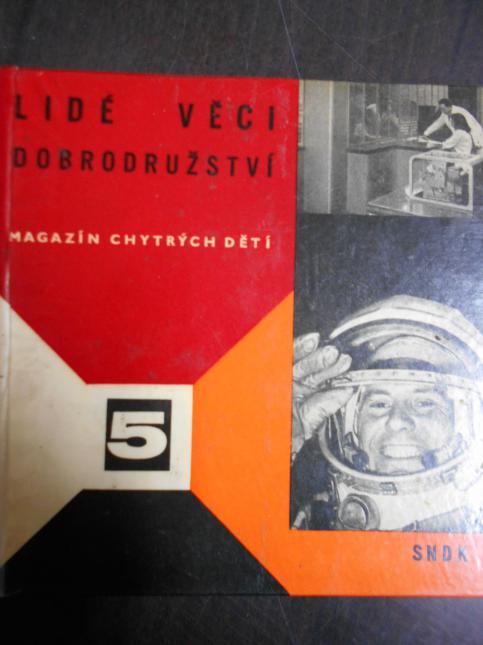 LIDÉ VĚCI
DOBRODRUŽSTVÍ
MAGAZÍN CHYTRÝCH DĚTÍ
5
SNDK